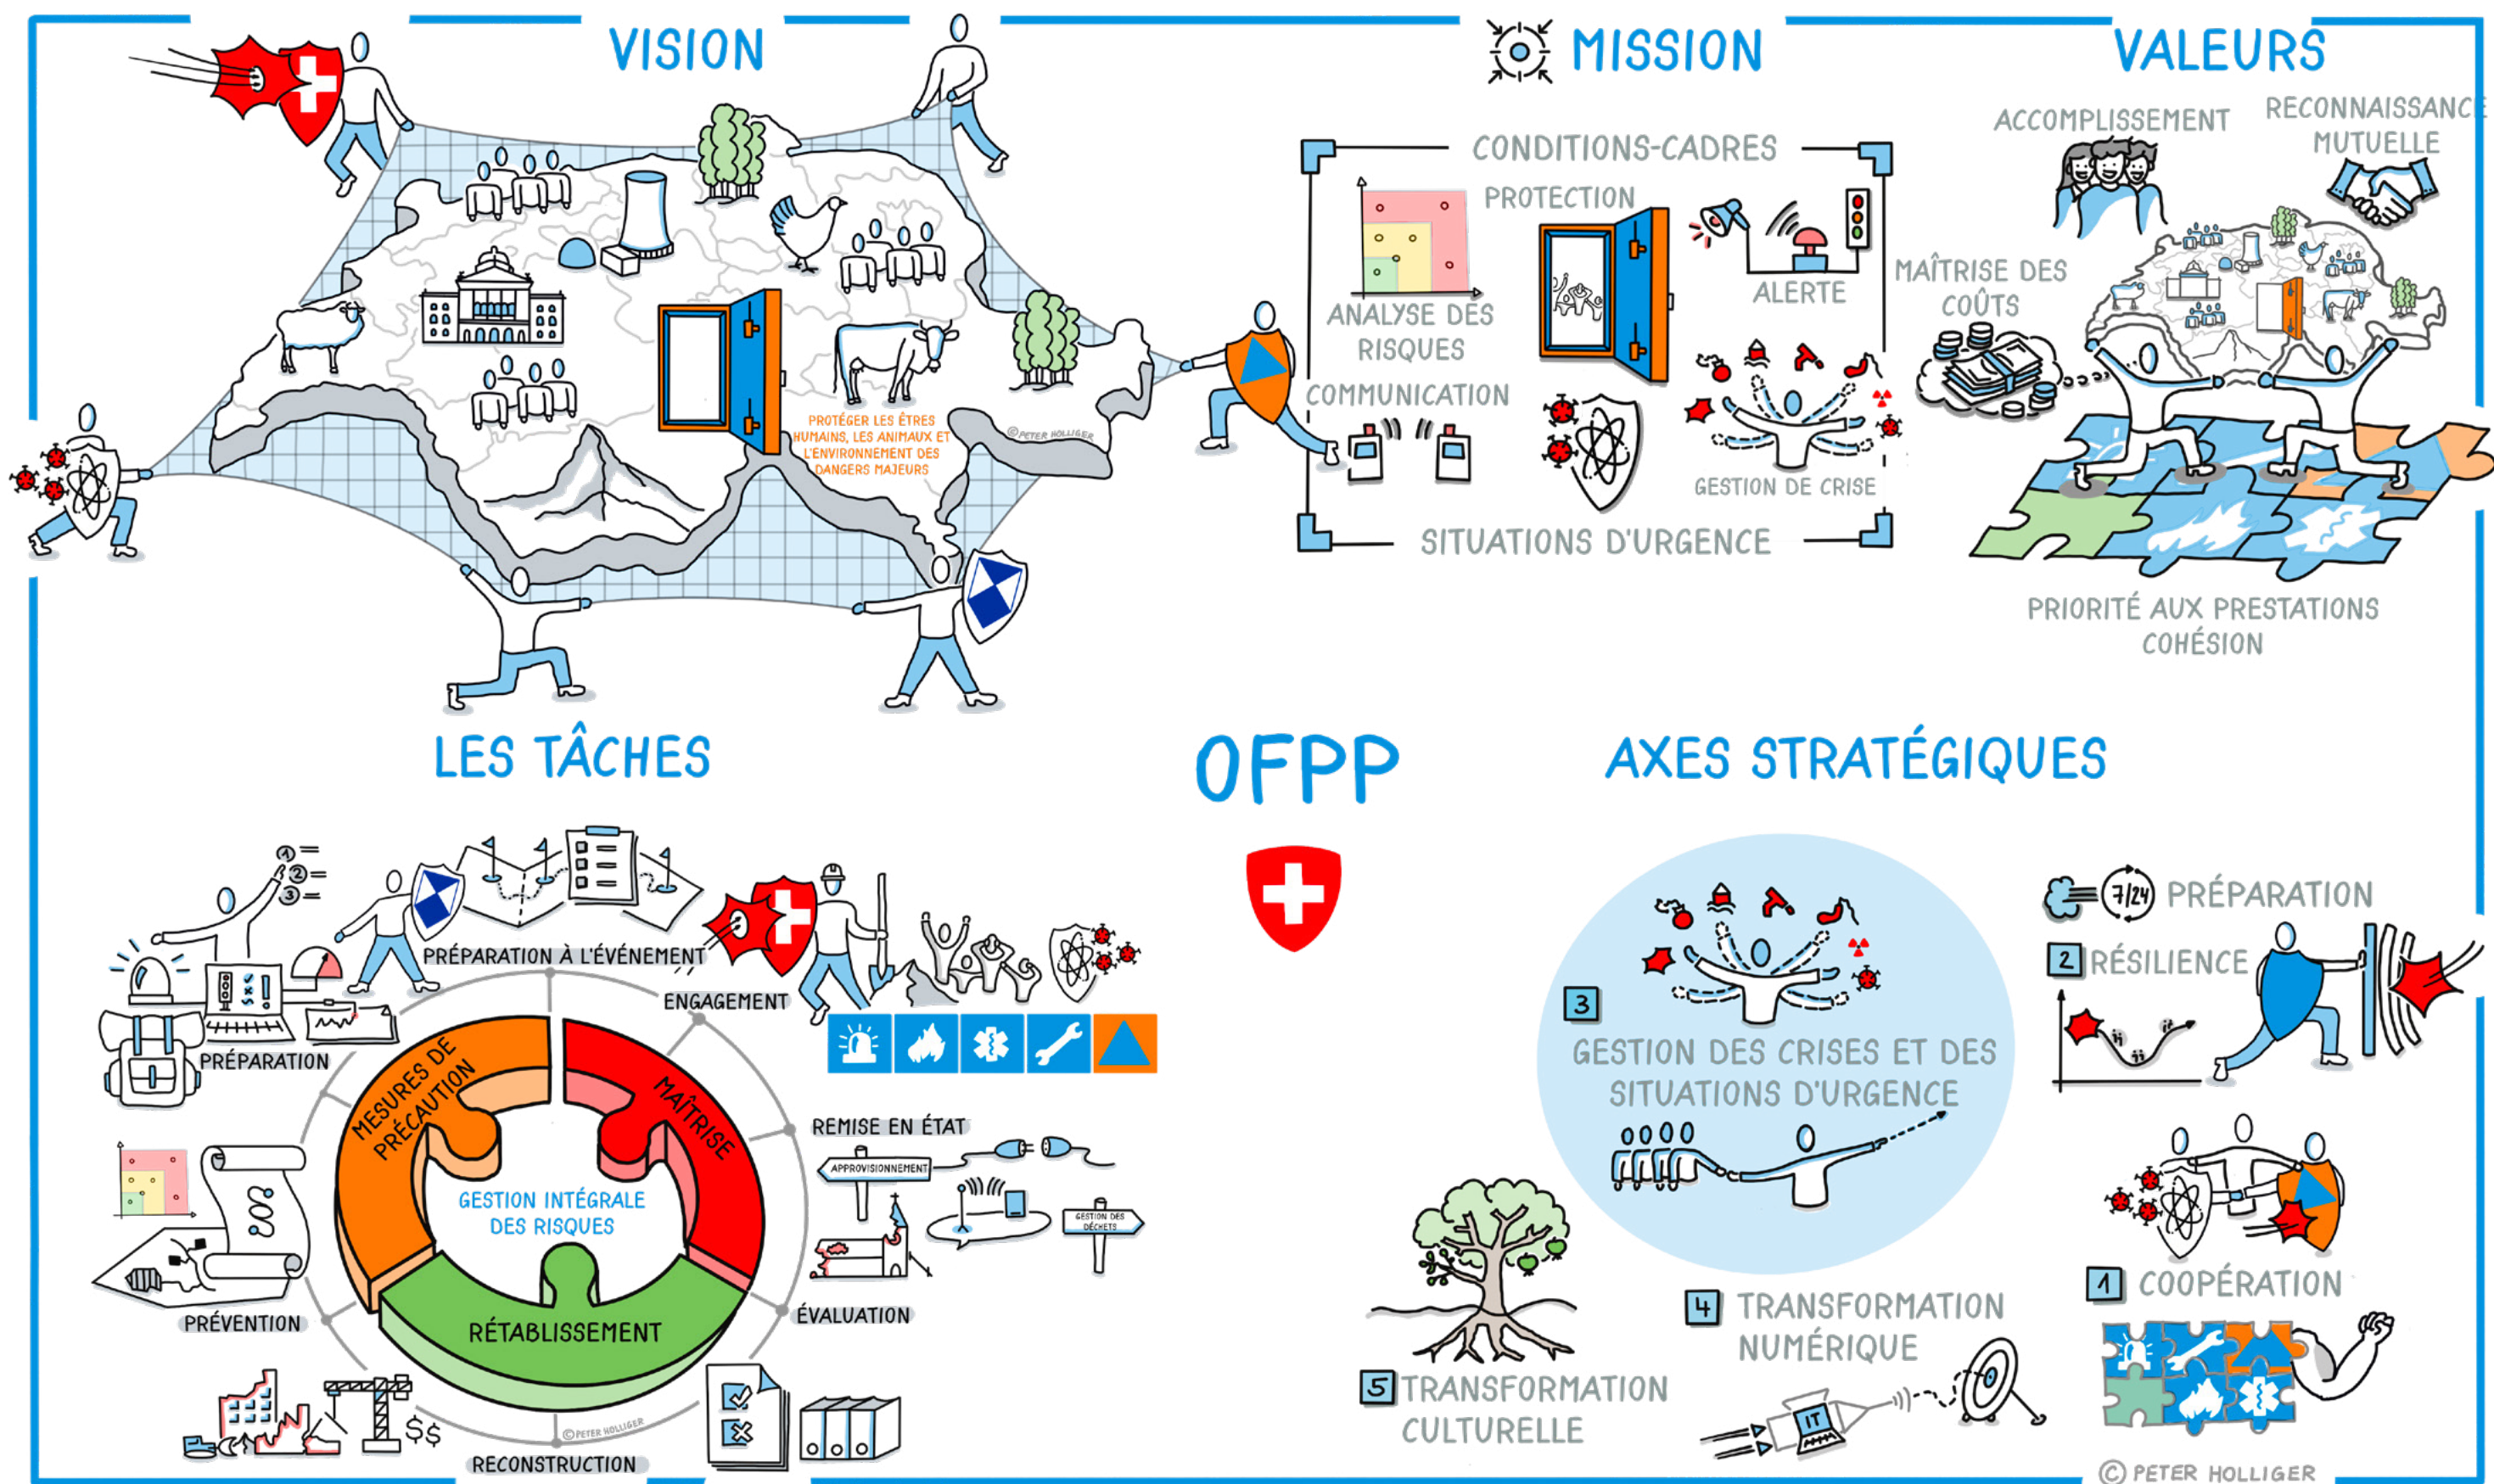 VISION
PROTÉGER LES ÊTRES
HUMAINS, LES ANIMAUX ET
L'ENVIRONNEMENT DES
DANGERS MAJEURS
© PETER HOLLIGER
MISSION
CONDITIONS-CADRES
PROTECTION
ALERTE
ANALYSE DES
RISQUES
COMMUNICATION
GESTION DE CRISE
SITUATIONS D'URGENCE
VALEURS
ACCOMPLISSEMENT
RECONNAISSANCE
MUTUELLE
MAÎTRISE DES
COÛTS
PRIORITÉ AUX PRESTATIONS
COHÉSION
LES TÂCHES
1
2
3
PRÉPARATION À L'ÉVÉNEMENT
ENGAGEMENT
PRÉPARATION
MESURES DE
PRÉCAUTION
MAÎTRISE
REMISE EN ÉTAT
APPROVISIONNEMENT
GESTION DES
DÉCHETS
GESTION INTÉGRALE
DES RISQUES
PRÉVENTION
RÉTABLISSEMENT
ÉVALUATION
$$
© PETER HOLLIGER
RECONSTRUCTION
OFPP
AXES STRATÉGIQUES
7/24 PRÉPARATION
2 RÉSILIENCE
3
GESTION DES CRISES ET DES
SITUATIONS D'URGENCE
1 COOPÉRATION
4 TRANSFORMATION
NUMÉRIQUE
IT
5 TRANSFORMATION
CULTURELLE
© PETER HOLLIGER